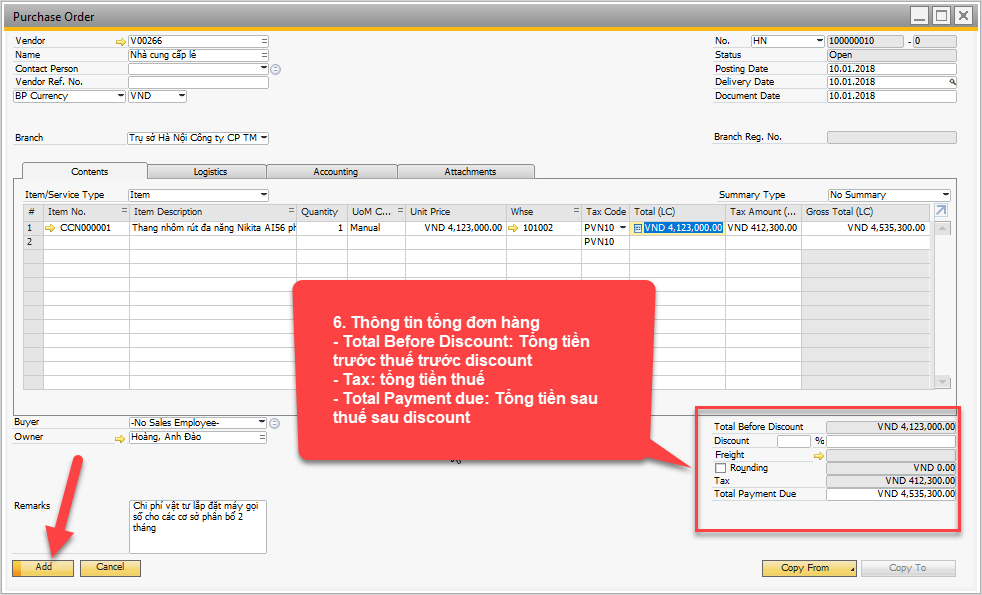 Purchase Order
Vendor V00266 No. HN 100000010 - 0
Name Nhà cung cấp lẻ Status Open
Contact Person Posting Date 10.01.2018
Vendor Ref. No. Delivery Date 10.01.2018
BP Currency VND Document Date 10.01.2018
Branch Trụ sở Hà Nội Công ty CP TM Branch Reg. No.
Contents Logistics Accounting Attachments
Item/Service Type Item Summary Type No Summary
# Item No. Item Description Quantity UoM C... Unit Price Whse Tax Code Total (LC) Tax Amount (... Gross Total (LC)
1 CCN000001 Thang nhôm rút đa năng Nikita AI56 ph 1 Manual VND 4,123,000.00 101002 PVN10 VND 4,123,000.00 VND 412,300.00 VND 4,535,300.00
2 PVN10
6. Thông tin tổng đơn hàng
- Total Before Discount: Tổng tiền
trước thuế trước discount
- Tax: tổng tiền thuế
- Total Payment due: Tổng tiền sau
thuế sau discount
Buyer -No Sales Employee-
Owner Hoàng, Anh Đào
Total Before Discount VND 4,123,000.00
Discount %
Freight
Rounding VND 0.00
Tax VND 412,300.00
Total Payment Due VND 4,535,300.00
Remarks Chi phí vật tư lắp đặt máy gọi
số cho các cơ sở phân bổ 2
tháng
Add Cancel Copy From Copy To